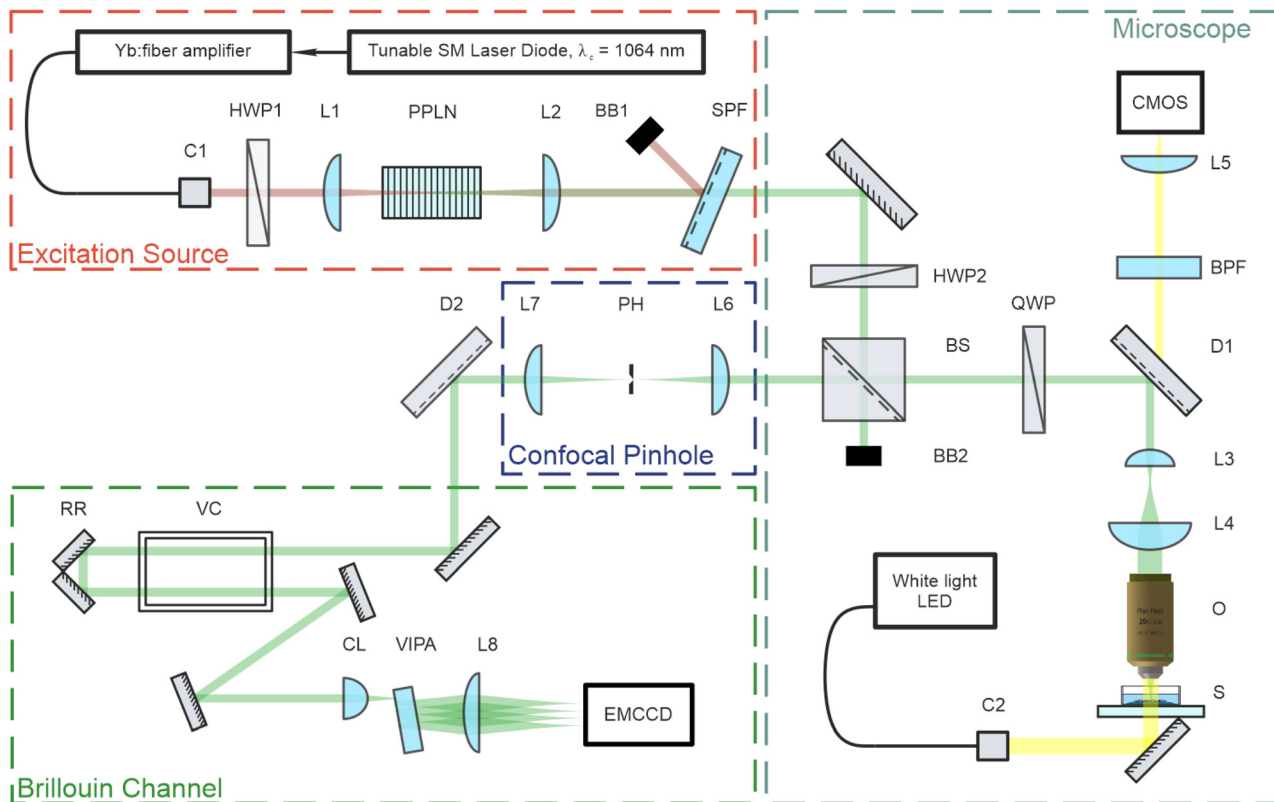 Microscope
Yb:fiber amplifier
Tunable SM Laser Diode, λc = 1064 nm
CMOS
HWP1
L1
PPLN
L2
BB1
SPF
C1
L5
Excitation Source
BPF
HWP2
D2
L7
PH
L6
BS
QWP
D1
Confocal Pinhole
BB2
L3
RR
VC
L4
White light
LED
O
Plan Fluor
CL
VIPA
L8
S
C2
EMCCD
Brillouin Channel